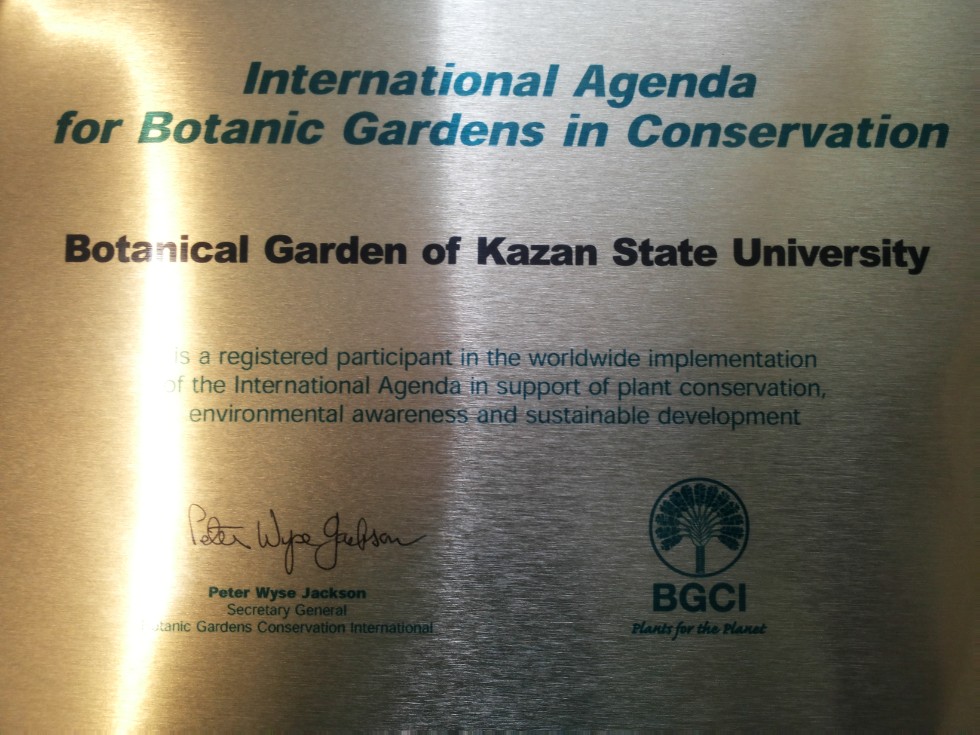 International Agenda
for Botanic Gardens in Conservation
Botanical Garden of Kazan State University
is a registered participant in the worldwide implementation
of the International Agenda in support of plant conservation,
environmental awareness and sustainable development
Peter Wyse Jackson
Peter Wyse Jackson
Secretary General
Botanic Gardens Conservation International
BGCI
Plants for the Planet